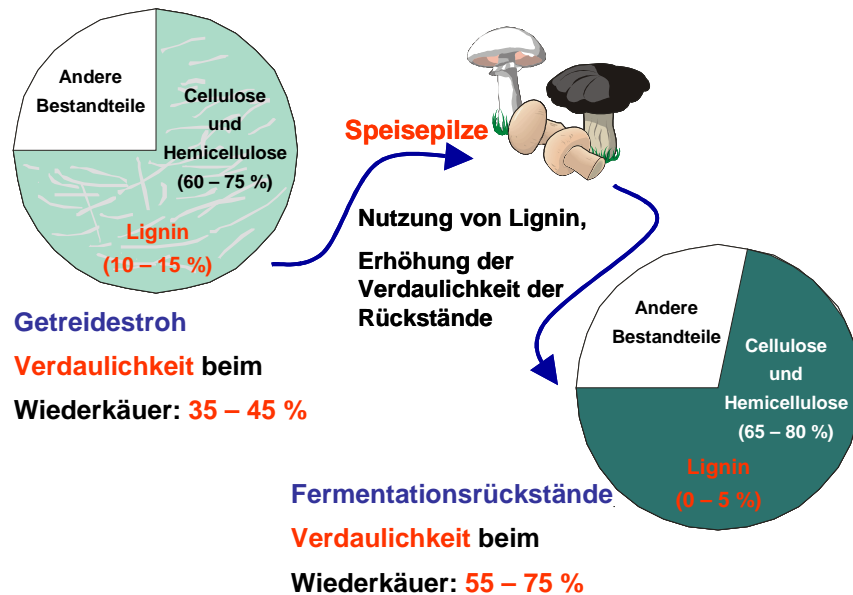 Andere
Bestandteile
Cellulose
und
Hemicellulose
(60 – 75 %)
Lignin
(10 – 15 %)
Getreidestroh
Verdaulichkeit beim
Wiederkäuer: 35 – 45 %
Speisepilze
Nutzung von Lignin,
Erhöhung der
Verdaulichkeit der
Rückstände
Andere
Bestandteile
Cellulose
und
Hemicellulose
(65 – 80 %)
Lignin
(0 – 5 %)
Fermentationsrückstände
Verdaulichkeit beim
Wiederkäuer: 55 – 75 %